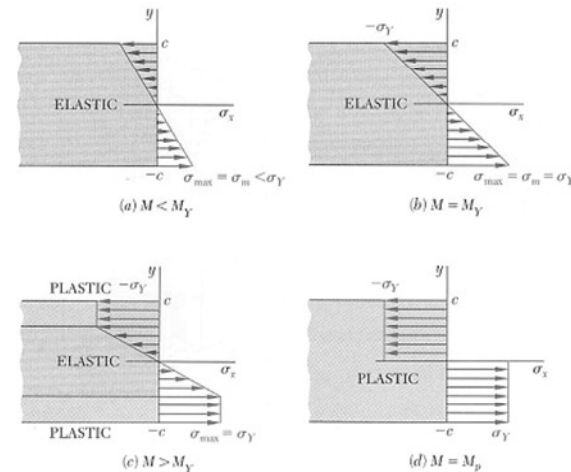 y
c
ELASTIC
σₓ
−c
σmax = σm < σY
(a) M < MY
y
−σY
c
ELASTIC
σₓ
−c
σmax = σm = σY
(b) M = MY
y
PLASTIC
−σY
c
ELASTIC
σₓ
PLASTIC
−c
σmax = σY
(c) M > MY
y
−σY
c
PLASTIC
σₓ
−c
σY
(d) M = Mp